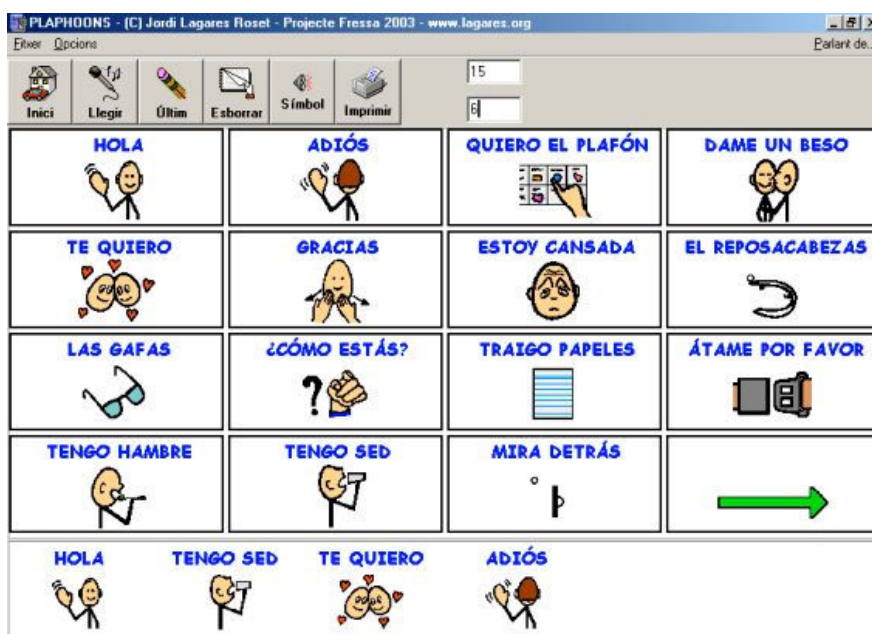 PLAPHOONS - (C) Jordi Lagares Roset - Projecte Fressa 2003 - www.lagares.org
Fitxer Opcions Parlant de...
Inici Llegir Últim Esborrar Símbol Imprimir
15
6
HOLA ADIÓS QUIERO EL PLAFÓN DAME UN BESO
TE QUIERO GRACIAS ESTOY CANSADA EL REPOSACABEZAS
LAS GAFAS ¿CÓMO ESTÁS? TRAIGO PAPELES ÁTAME POR FAVOR
TENGO HAMBRE TENGO SED MIRA DETRÁS
HOLA TENGO SED TE QUIERO ADIÓS